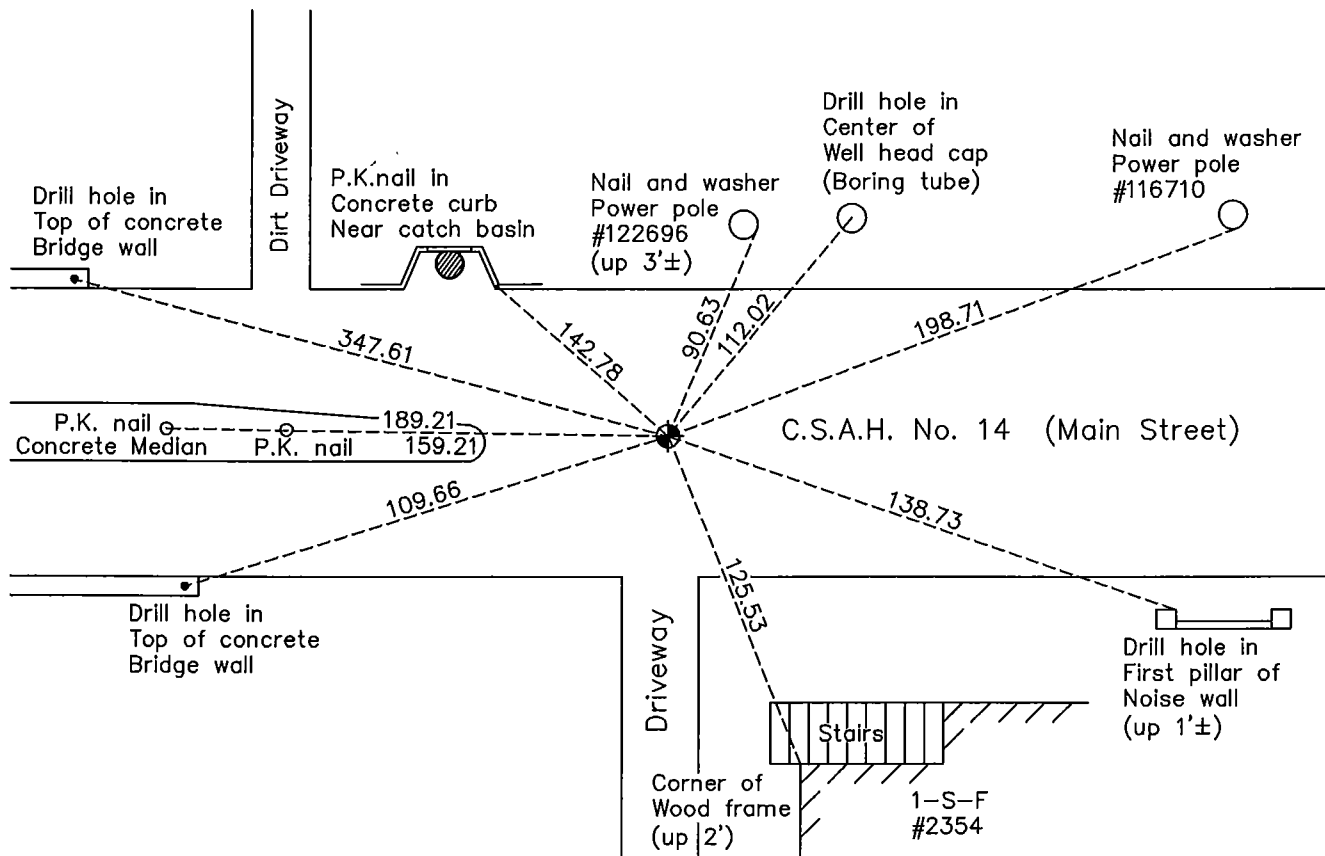 Dirt Driveway
Drill hole in
Top of concrete
Bridge wall
P.K.nail in
Concrete curb
Near catch basin
Nail and washer
Power pole
#122696
(up 3'±)
Drill hole in
Center of
Well head cap
(Boring tube)
Nail and washer
Power pole
#116710
347.61
142.78
90.63
112.02
198.71
P.K. nail
Concrete Median
P.K. nail
189.21
159.21
C.S.A.H. No. 14 (Main Street)
109.66
125.53
138.73
Drill hole in
Top of concrete
Bridge wall
Driveway
Stairs
Drill hole in
First pillar of
Noise wall
(up 1'±)
Corner of
Wood frame
(up 2')
1-S-F
#2354